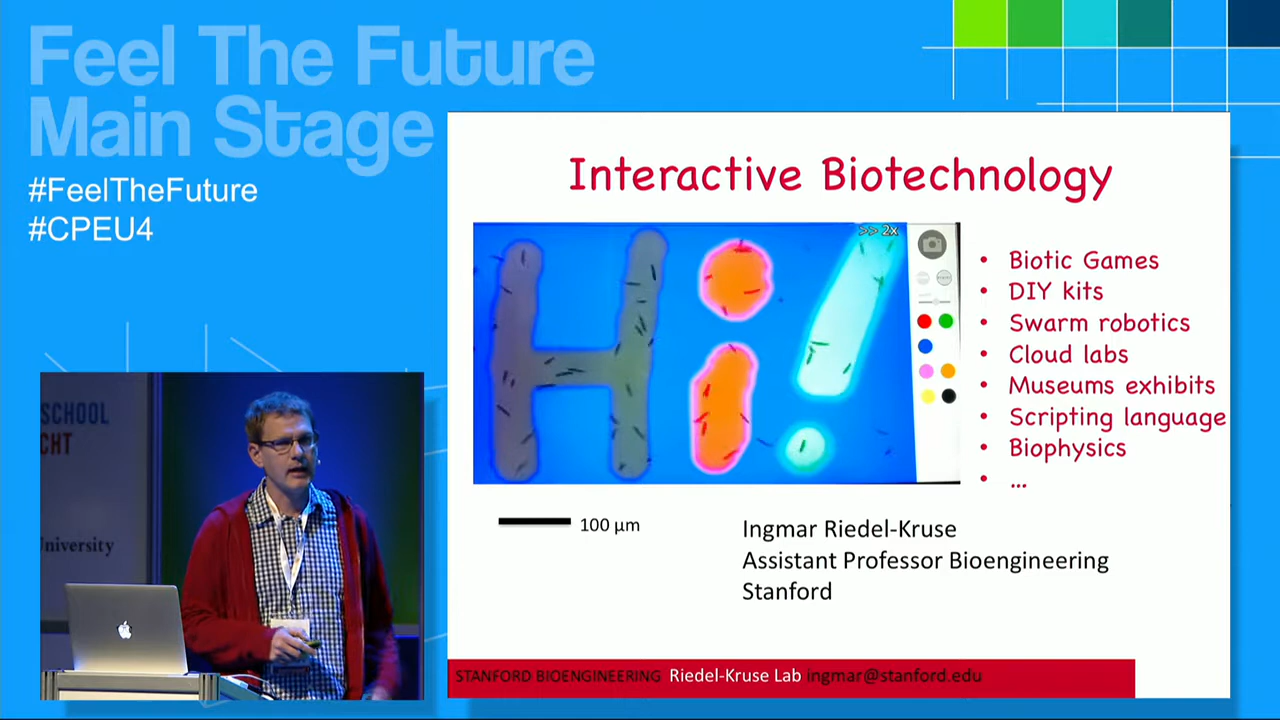 Feel The Future
Main Stage
#FeelTheFuture
#CPEU4
Interactive Biotechnology
Hi!
>> 2x
• Biotic Games
• DIY kits
• Swarm robotics
• Cloud labs
• Museums exhibits
• Scripting language
• Biophysics
• ...
100 µm
Ingmar Riedel-Kruse
Assistant Professor Bioengineering
Stanford
STANFORD BIOENGINEERING Riedel-Kruse Lab ingmar@stanford.edu
SCHOOL
University